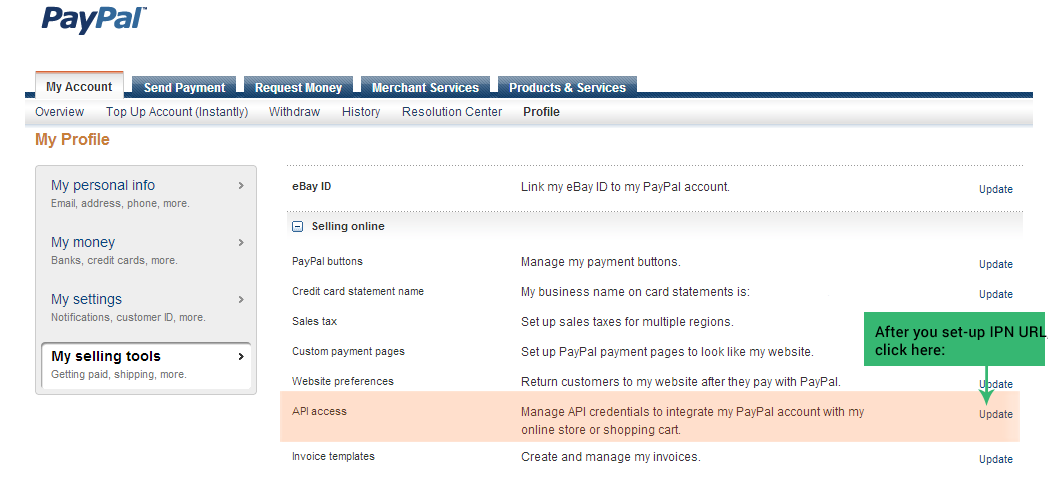 PayPal™
My Account Send Payment Request Money Merchant Services Products & Services
Overview Top Up Account (Instantly) Withdraw History Resolution Center Profile
My Profile
My personal info
Email, address, phone, more.
My money
Banks, credit cards, more.
My settings
Notifications, customer ID, more.
My selling tools
Getting paid, shipping, more.
eBay ID Link my eBay ID to my PayPal account. Update
Selling online
PayPal buttons Manage my payment buttons. Update
Credit card statement name My business name on card statements is: Update
Sales tax Set up sales taxes for multiple regions.
Custom payment pages Set up PayPal payment pages to look like my website.
Website preferences Return customers to my website after they pay with PayPal. Update
After you set-up IPN URL
click here:
API access Manage API credentials to integrate my PayPal account with my
online store or shopping cart. Update
Invoice templates Create and manage my invoices. Update